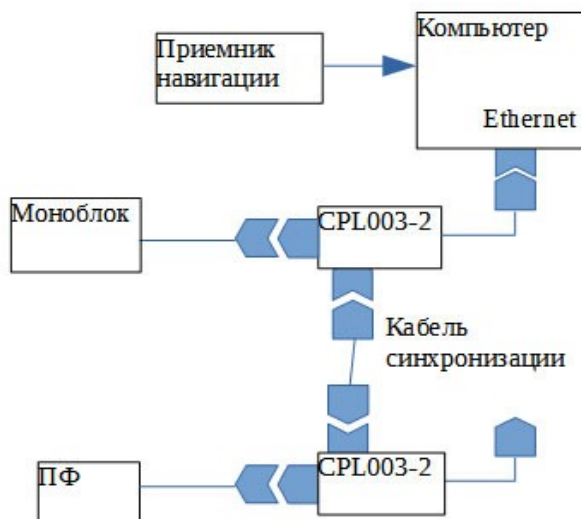 Приемник
навигации
Компьютер
Ethernet
Моноблок
CPL003-2
Кабель
синхронизации
ПФ
CPL003-2